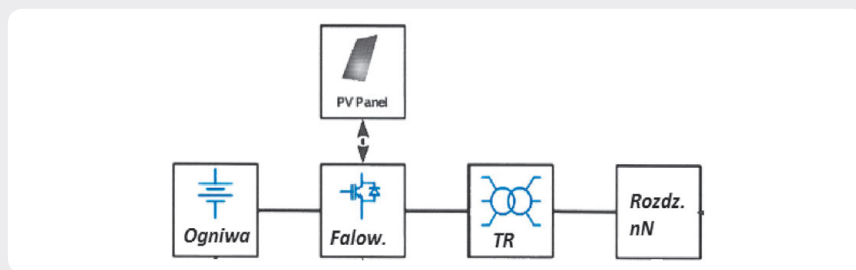 PV Panel
Ogniwa
Falow.
TR
Rozdz.
nN